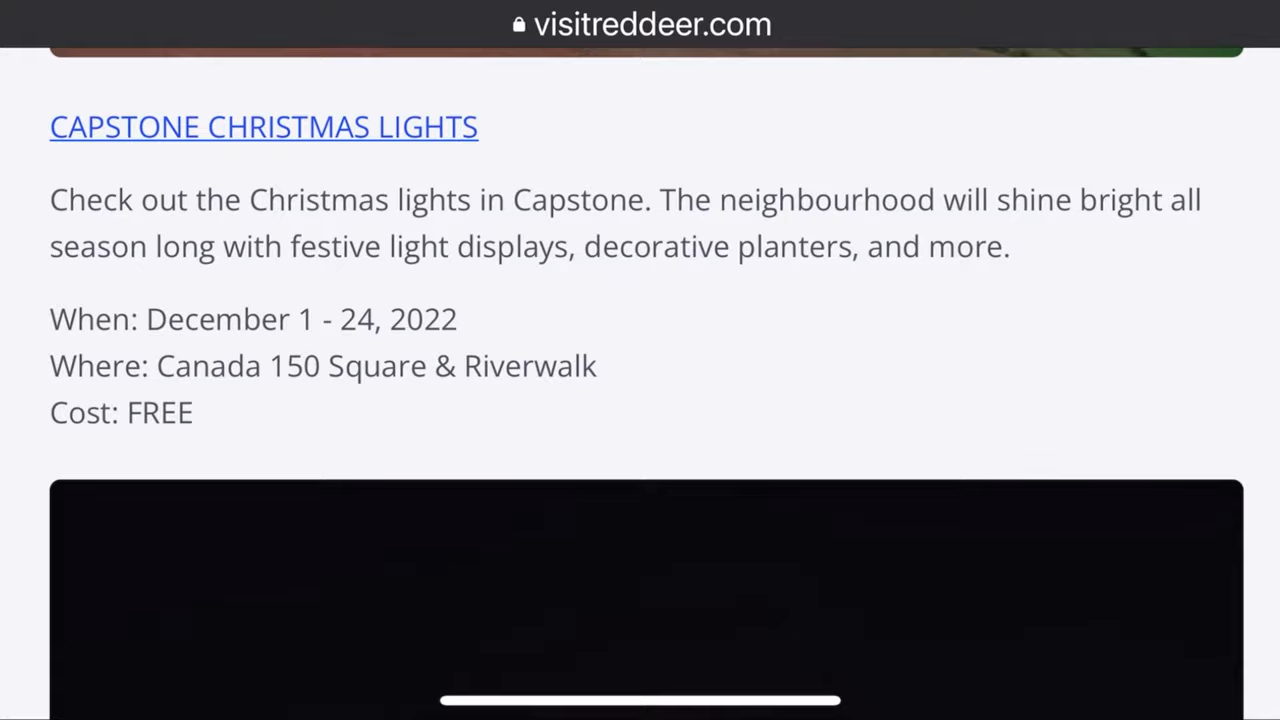 visitreddeer.com
CAPSTONE CHRISTMAS LIGHTS
Check out the Christmas lights in Capstone. The neighbourhood will shine bright all
season long with festive light displays, decorative planters, and more.
When: December 1 - 24, 2022
Where: Canada 150 Square & Riverwalk
Cost: FREE